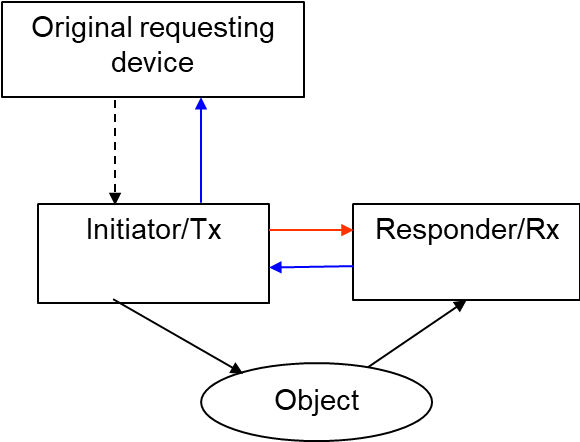 Original requesting
device
Initiator/Tx
Responder/Rx
Object